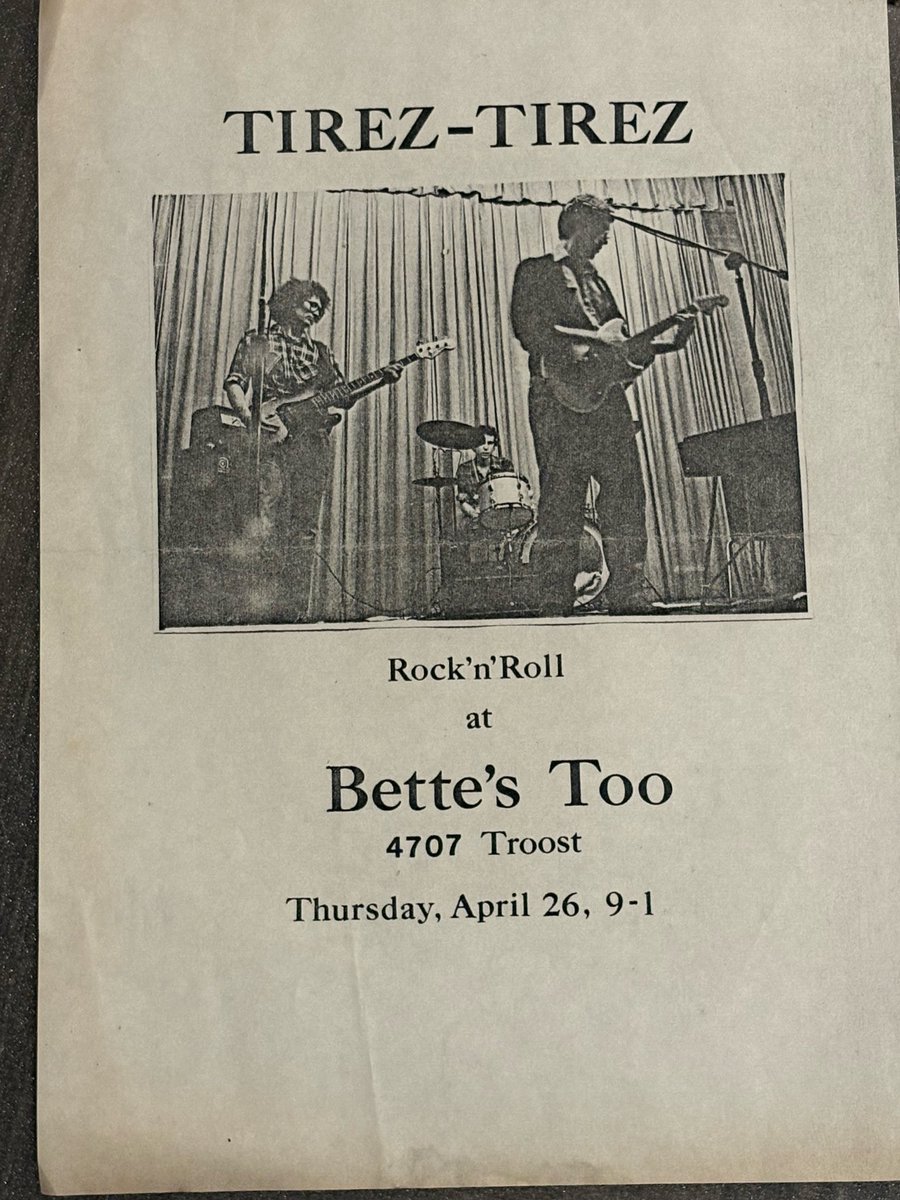 TIREZ-TIREZ
Rock'n'Roll
at
Bette's Too
4707 Troost
Thursday, April 26, 9-1